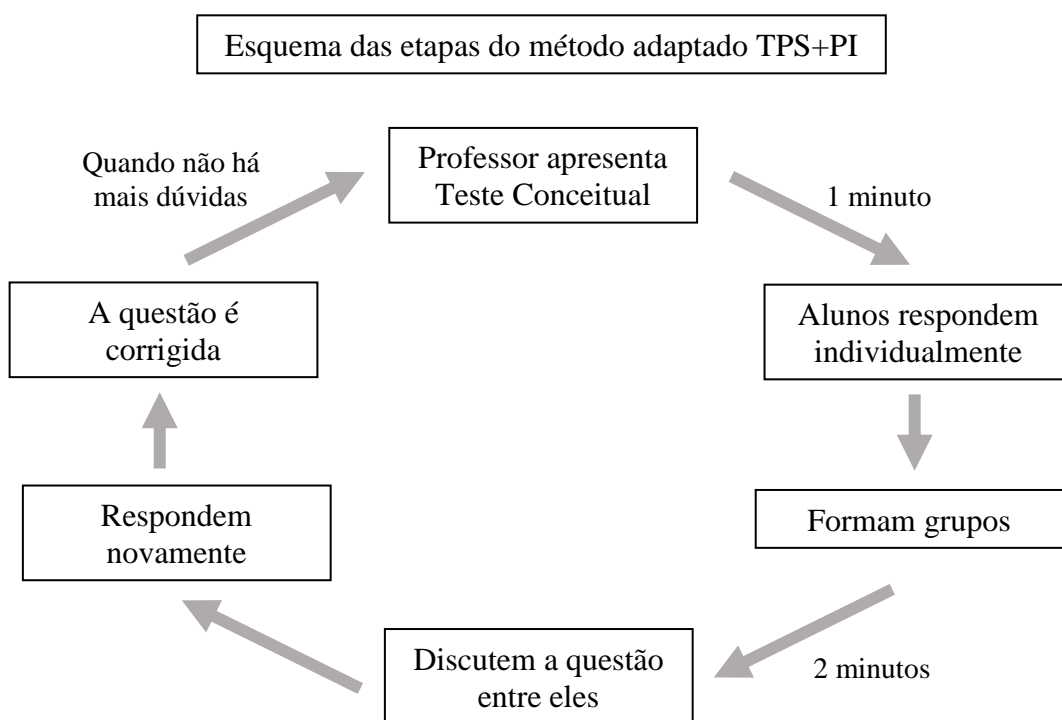 Esquema das etapas do método adaptado TPS+PI
Professor apresenta
Teste Conceitual
1 minuto
Alunos respondem
individualmente
Formam grupos
2 minutos
Discutem a questão
entre eles
Respondem
novamente
A questão é
corrigida
Quando não há
mais dúvidas